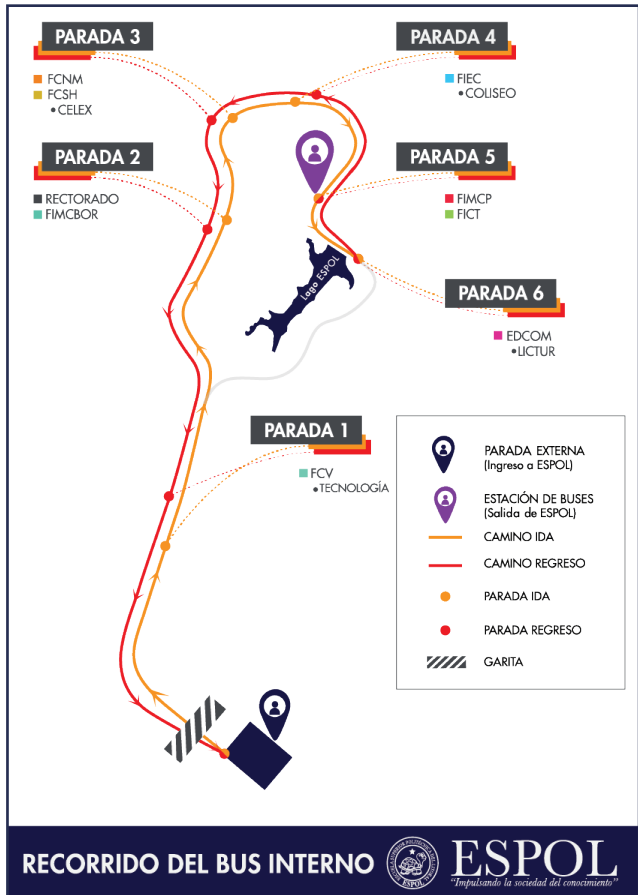 PARADA 3
FCNM
FCSH
• CELEX
PARADA 4
FIEC
• COLISEO
PARADA 2
RECTORADO
FIMCBOR
PARADA 5
FIMCP
FICT
Lago ESPOL
PARADA 6
EDCOM
• LICTUR
PARADA 1
FCV
• TECNOLOGÍA
PARADA EXTERNA
(Ingreso a ESPOL)
ESTACIÓN DE BUSES
(Salida de ESPOL)
CAMINO IDA
CAMINO REGRESO
PARADA IDA
PARADA REGRESO
GARITA
RECORRIDO DEL BUS INTERNO
ESPOL
ESPOL
"Impulsando la sociedad del conocimiento"